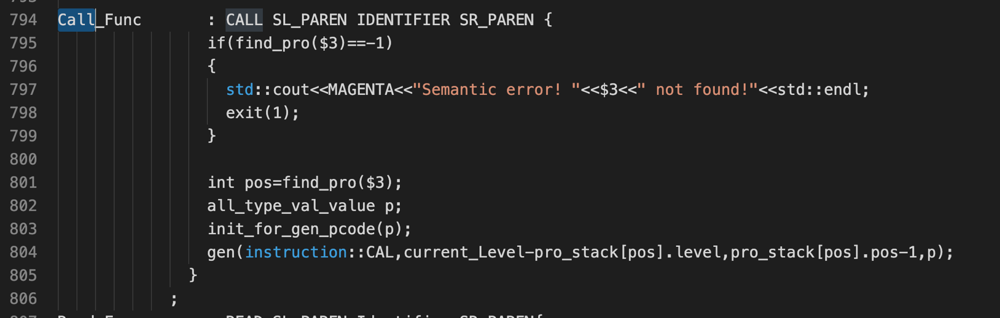 794 Call_Func : CALL SL_PAREN IDENTIFIER SR_PAREN {
795 if(find_pro($3)==-1)
796 {
797 std::cout<<MAGENTA<<"Semantic error! "<<$3<<" not found!"<<std::endl;
798 exit(1);
799 }
800
801 int pos=find_pro($3);
802 all_type_val_value p;
803 init_for_gen_pcode(p);
804 gen(instruction::CAL,current_Level-pro_stack[pos].level,pro_stack[pos].pos-1,p);
805 }
806 ;